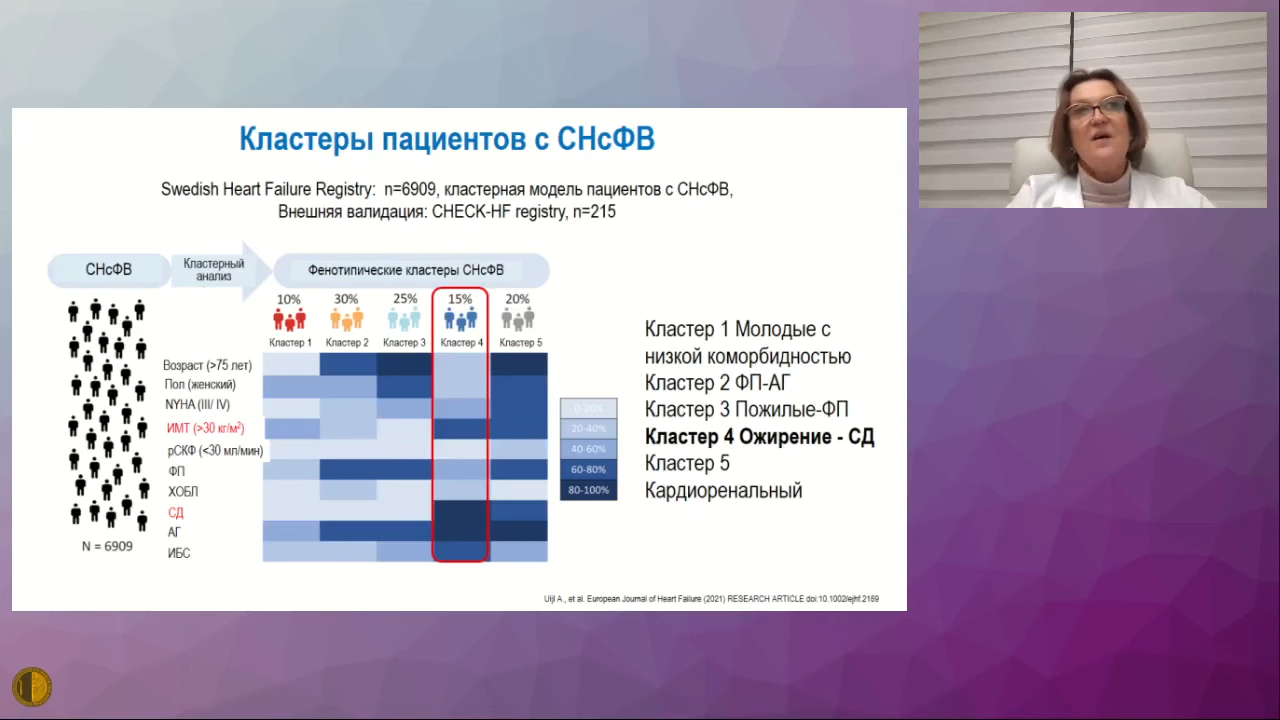 Кластеры пациентов с СНсФВ
Swedish Heart Failure Registry: n=6909, кластерная модель пациентов с СНсФВ,
Внешняя валидация: CHECK-HF registry, n=215
СНсФВ
Кластерный
анализ
Фенотипические кластеры СНсФВ
10% 30% 25% 15% 20%
Кластер 1 Кластер 2 Кластер 3 Кластер 4 Кластер 5
Возраст (>75 лет)
Пол (женский)
NYHA (III/ IV)
ИМТ (>30 кг/м²)
рСКФ (<30 мл/мин)
ФП
ХОБЛ
СД
АГ
ИБС
N = 6909
0-20%
20-40%
40-60%
60-80%
80-100%
Кластер 1 Молодые с
низкой коморбидностью
Кластер 2 ФП-АГ
Кластер 3 Пожилые-ФП
Кластер 4 Ожирение - СД
Кластер 5
Кардиоренальный
Uijl A., et al. European Journal of Heart Failure (2021) RESEARCH ARTICLE doi:10.1002/ejhf.2169